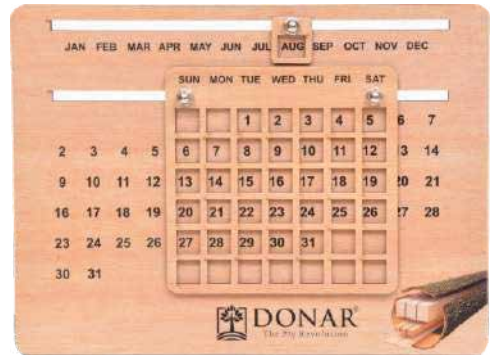 JAN FEB MAR APR MAY JUN JUL AUG SEP OCT NOV DEC
SUN MON TUE WED THU FRI SAT
1 2 3 4 5 6 7
2 3 4 5 6 7 8 9 10 11 12 3 14
9 10 11 12 13 14 15 16 17 18 19 20 21
16 17 18 19 20 21 22 23 24 25 26 27 28
23 24 25 26 27 28 29 30 31
30 31
DONAR
The Ply Revolution